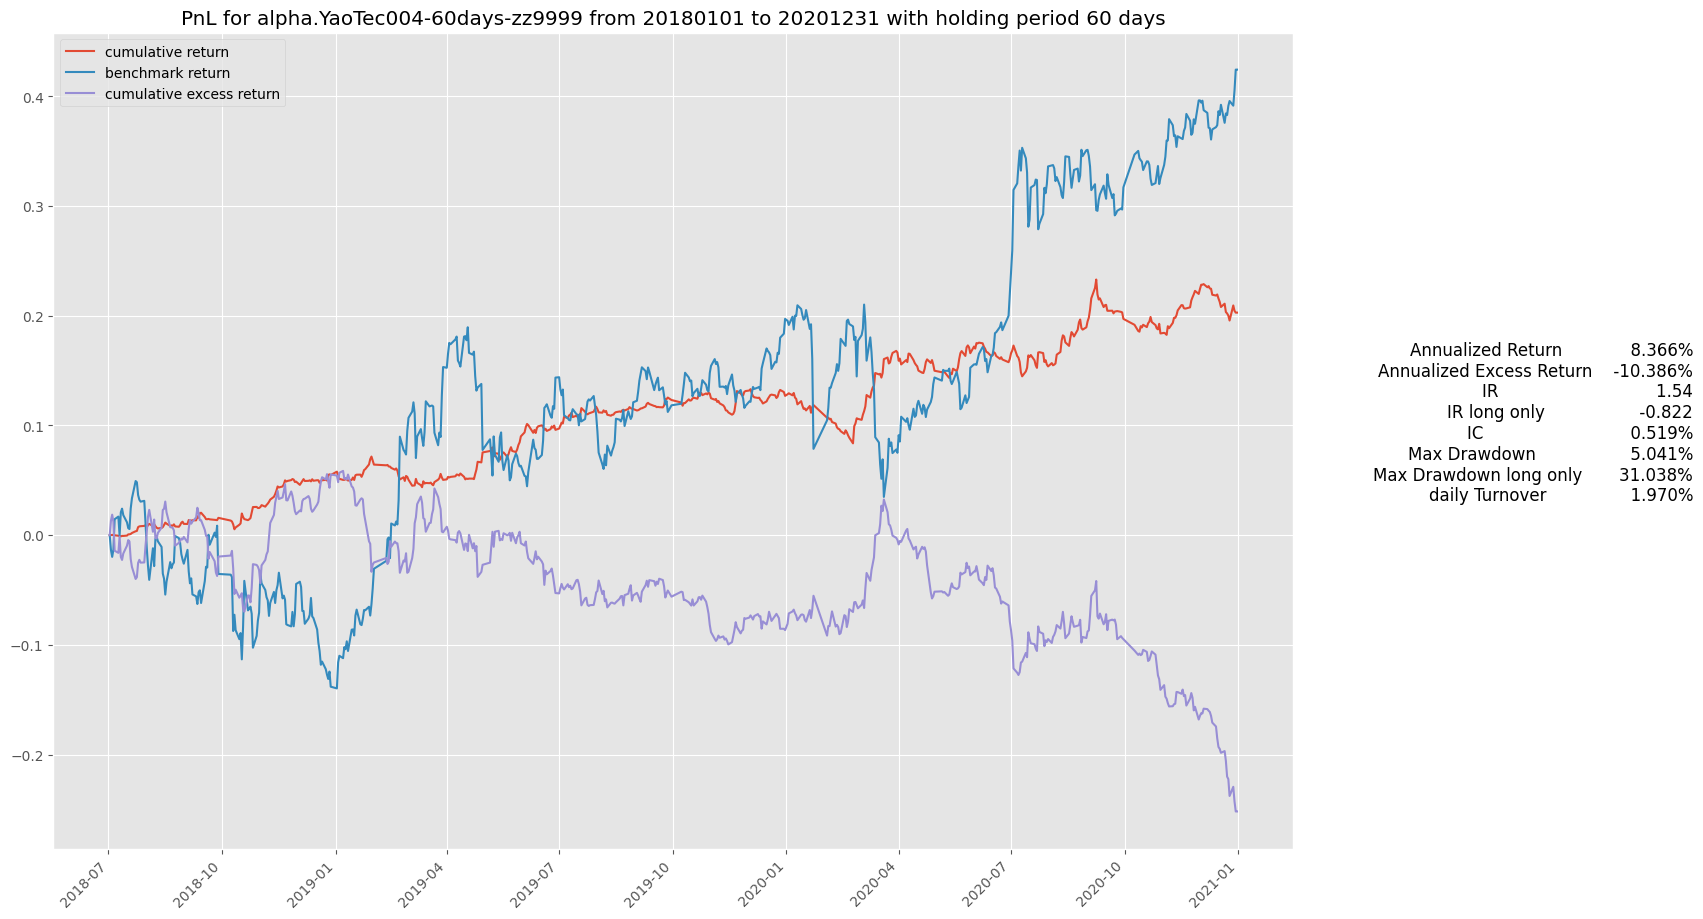 PnL for alpha.YaoTec004-60days-zz9999 from 20180101 to 20201231 with holding period 60 days
cumulative return
benchmark return
cumulative excess return
0.4
0.3
0.2
0.1
0.0
−0.1
−0.2
2018-07
2018-10
2019-01
2019-04
2019-07
2019-10
2020-01
2020-04
2020-07
2020-10
2021-01
Annualized Return 8.366%
Annualized Excess Return -10.386%
IR 1.54
IR long only -0.822
IC 0.519%
Max Drawdown 5.041%
Max Drawdown long only 31.038%
daily Turnover 1.970%